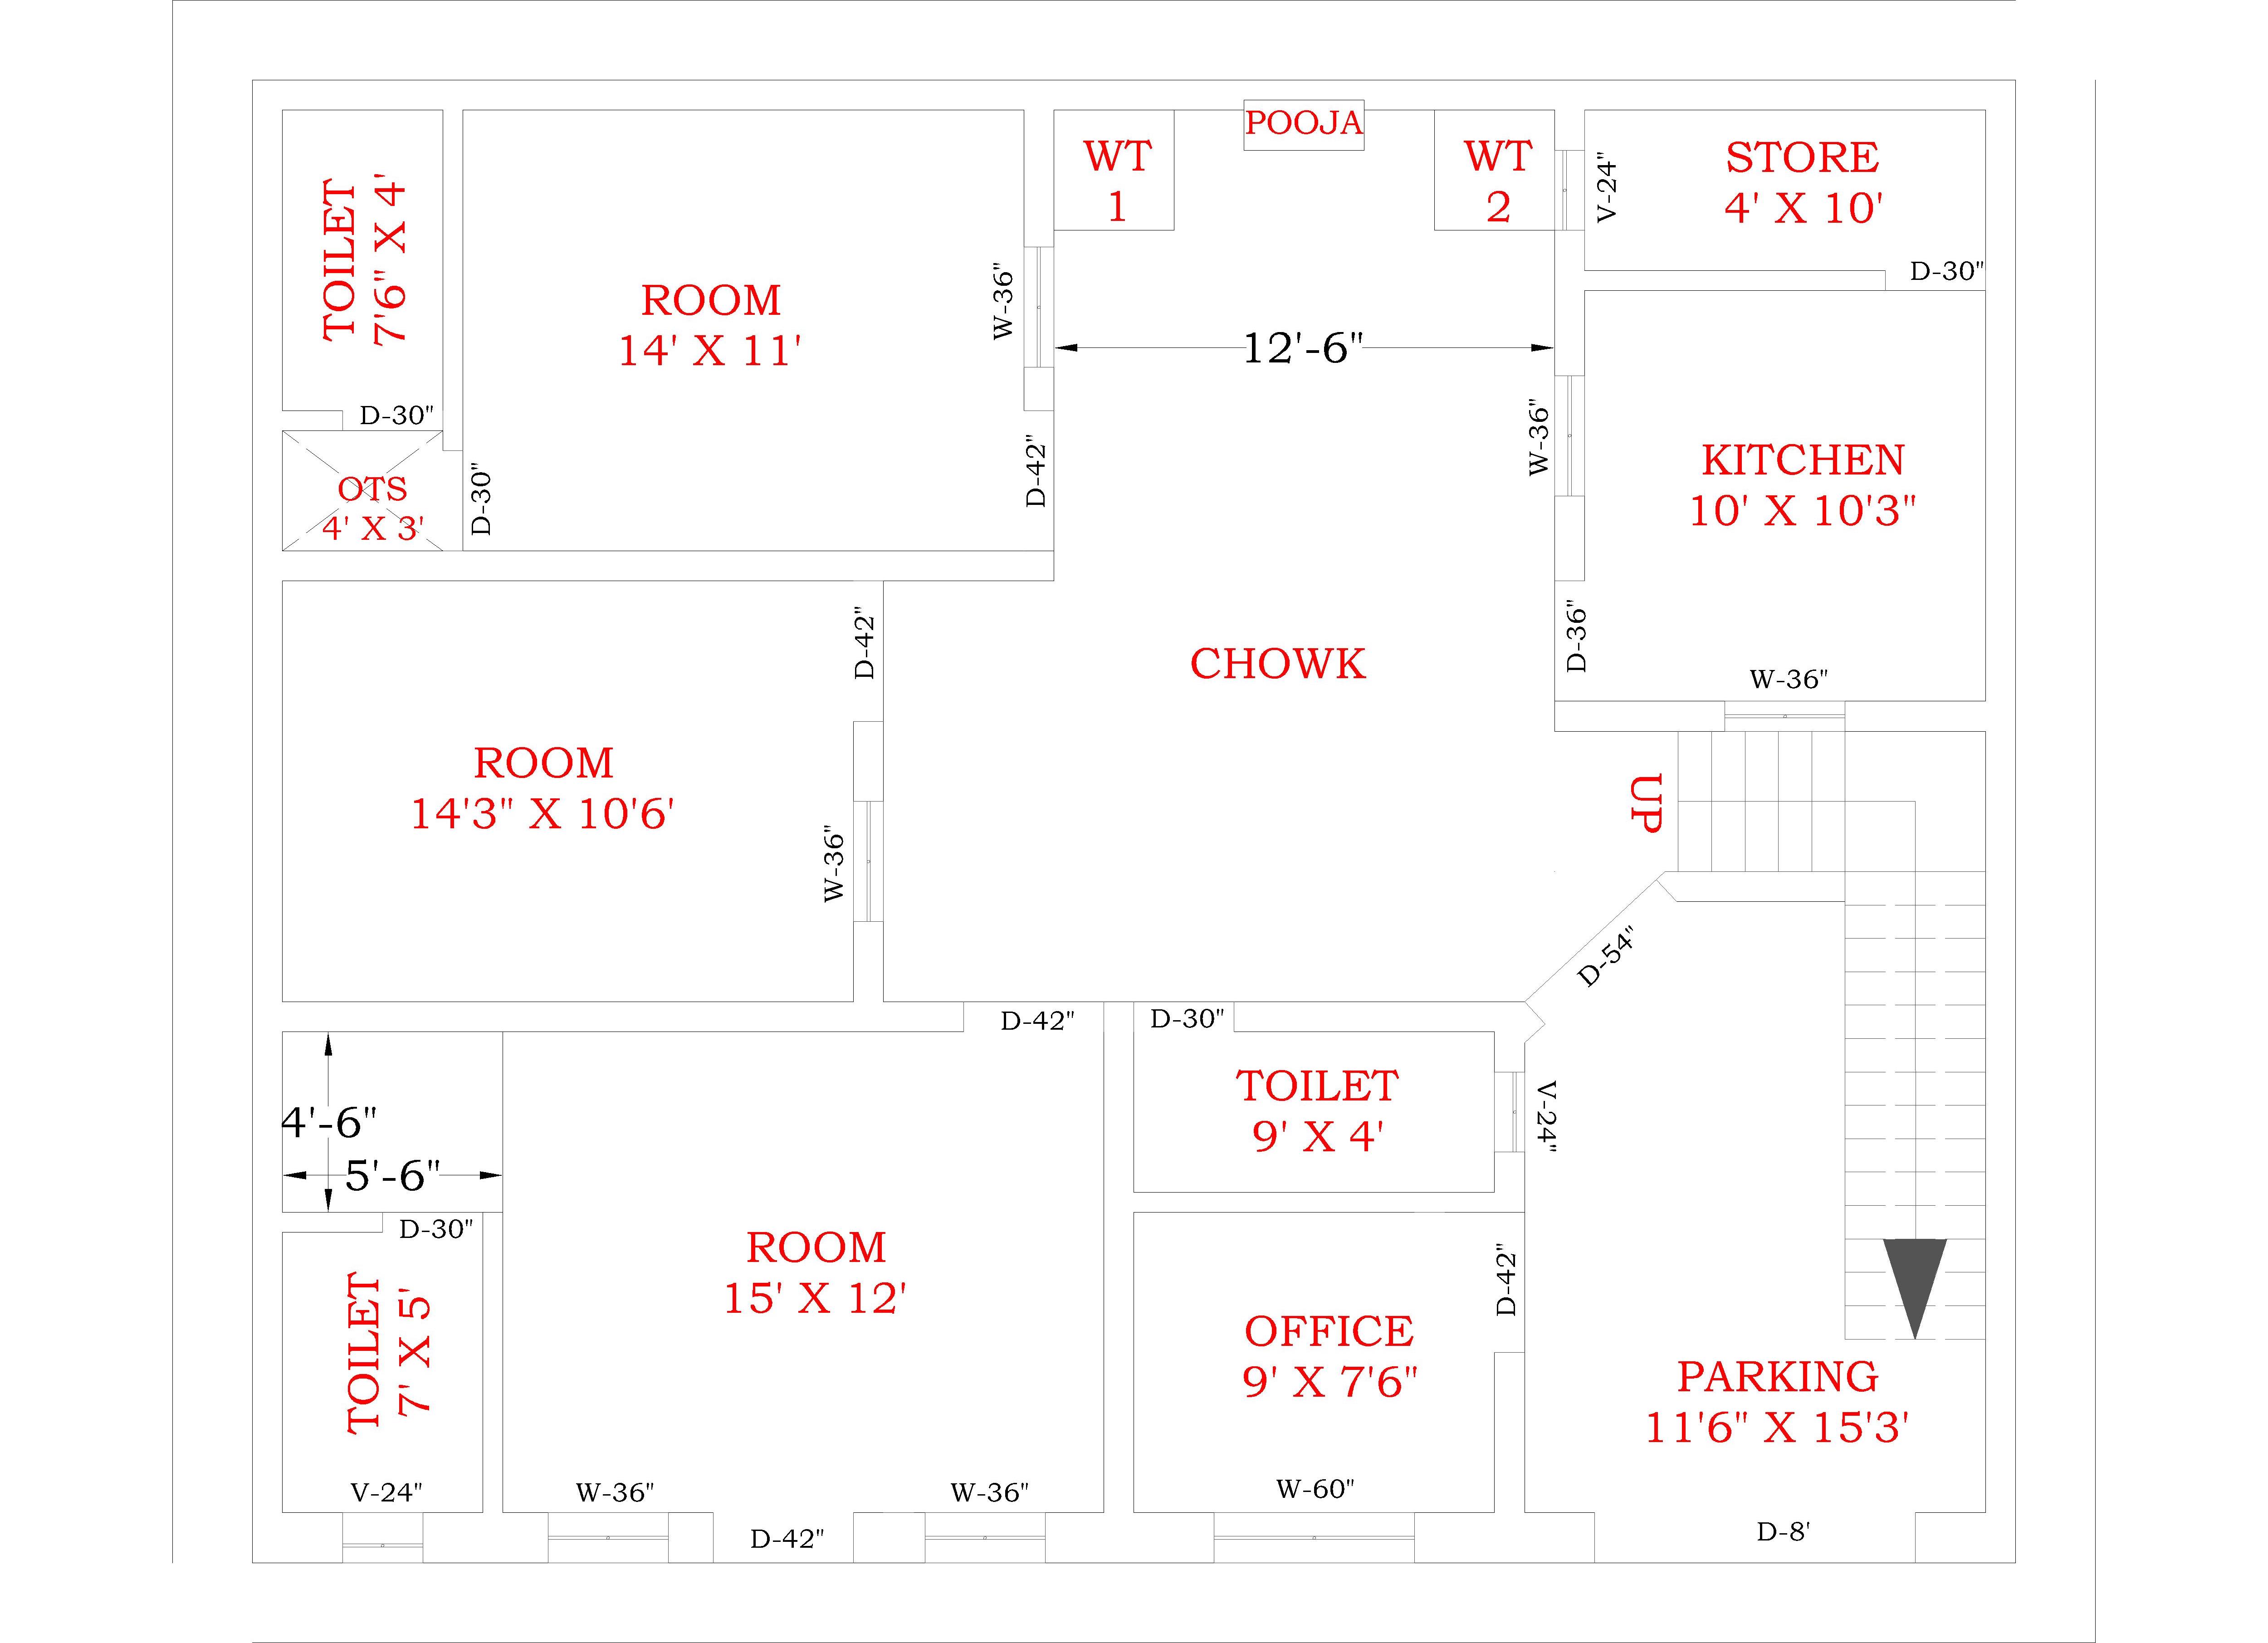 POOJA
WT
1
WT
2
V-24"
STORE
4' X 10'
TOILET
7'6" X 4'
ROOM
14' X 11'
W-36"
D-30"
12'-6"
D-30"
OTS
4' X 3'
D-30"
D-42"
W-36"
KITCHEN
10' X 10'3"
D-42"
CHOWK
D-36"
W-36"
ROOM
14'3" X 10'6'
W-36"
UP
D-54"
D-42"
D-30"
4'-6"
5'-6"
TOILET
9' X 4'
V-24"
D-30"
TOILET
7' X 5'
ROOM
15' X 12'
D-42"
OFFICE
9' X 7'6"
PARKING
11'6" X 15'3'
V-24"
W-36"
W-36"
W-60"
D-42"
D-8'